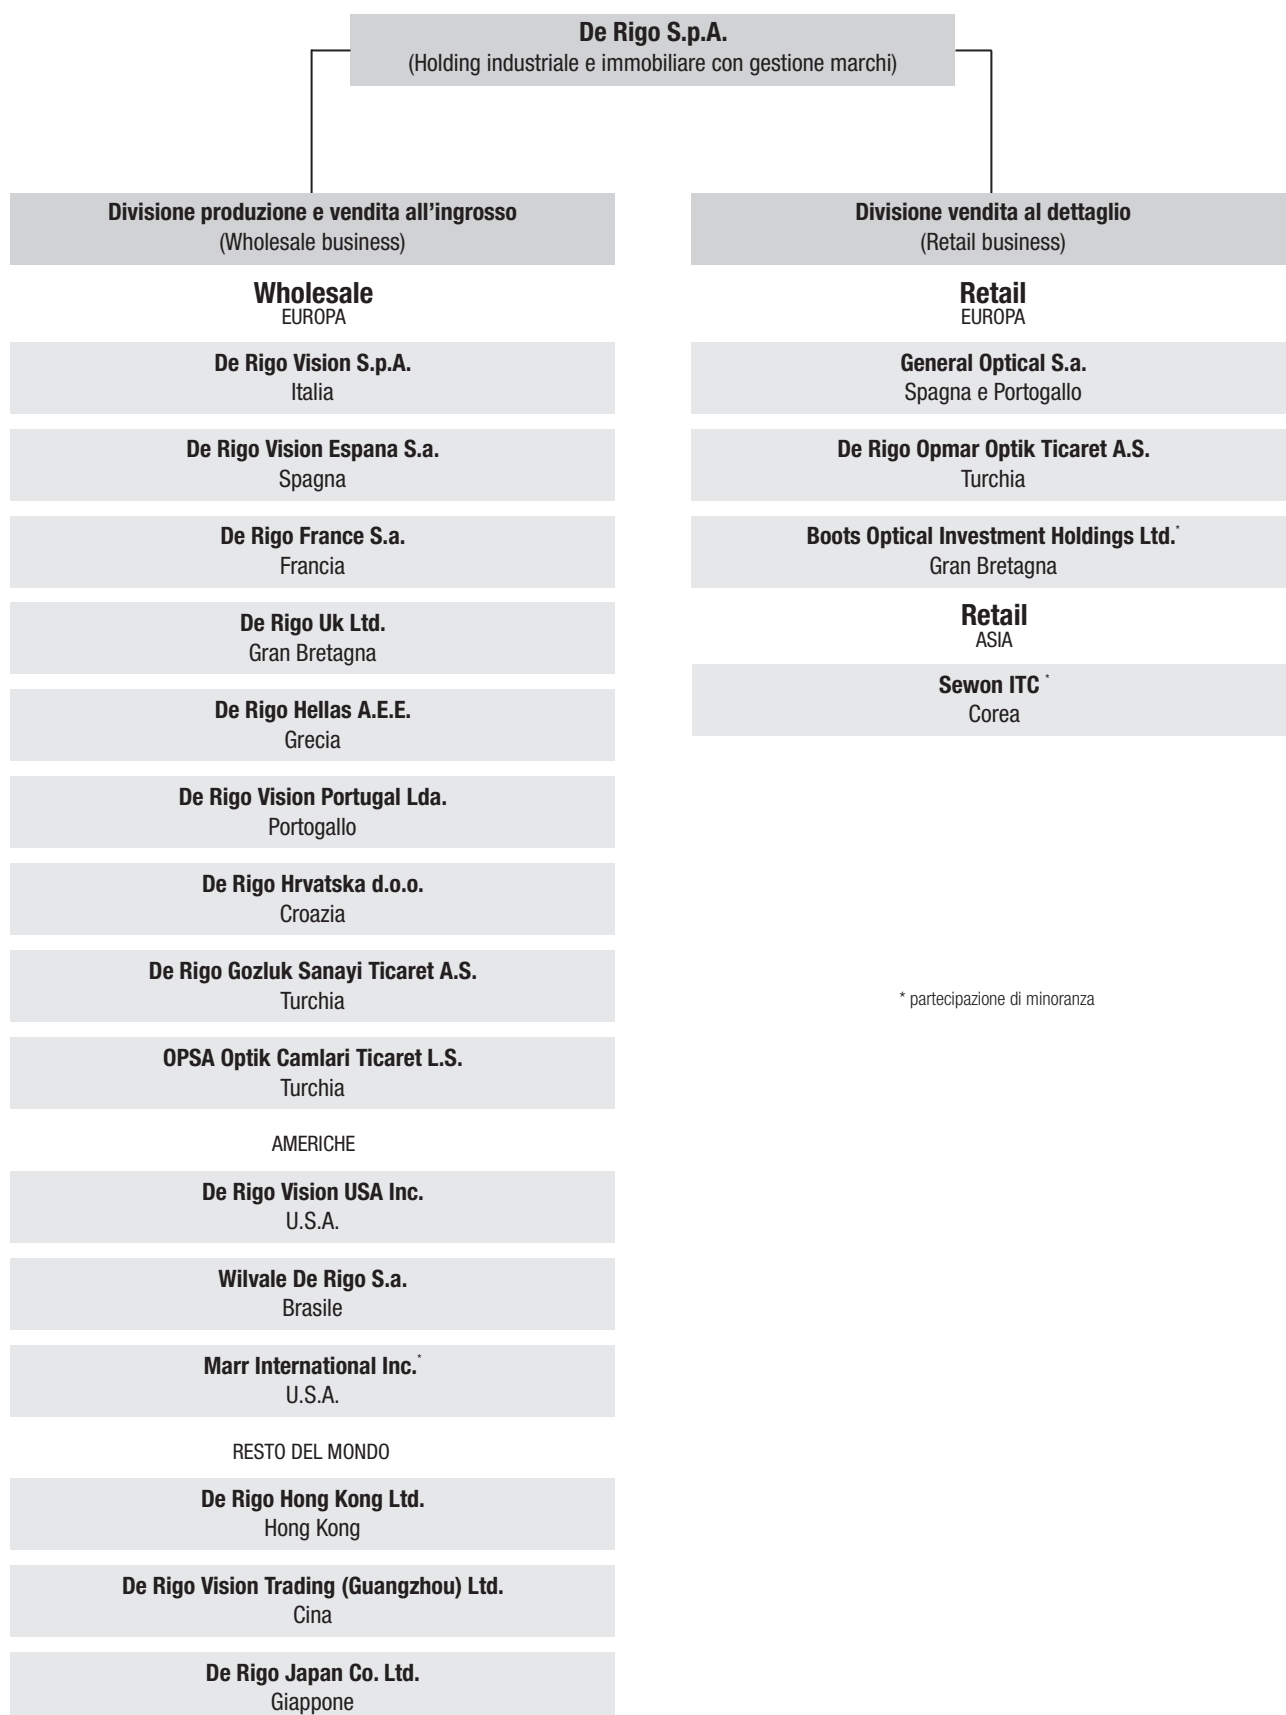 De Rigo S.p.A.
(Holding industriale e immobiliare con gestione marchi)
Divisione produzione e vendita all’ingrosso
(Wholesale business)
Wholesale
EUROPA
De Rigo Vision S.p.A.
Italia
De Rigo Vision Espana S.a.
Spagna
De Rigo France S.a.
Francia
De Rigo Uk Ltd.
Gran Bretagna
De Rigo Hellas A.E.E.
Grecia
De Rigo Vision Portugal Lda.
Portogallo
De Rigo Hrvatska d.o.o.
Croazia
De Rigo Gozluk Sanayi Ticaret A.S.
Turchia
OPSA Optik Camlari Ticaret L.S.
Turchia
AMERICHE
De Rigo Vision USA Inc.
U.S.A.
Wilvale De Rigo S.a.
Brasile
Marr International Inc.*
U.S.A.
RESTO DEL MONDO
De Rigo Hong Kong Ltd.
Hong Kong
De Rigo Vision Trading (Guangzhou) Ltd.
Cina
De Rigo Japan Co. Ltd.
Giappone
Divisione vendita al dettaglio
(Retail business)
Retail
EUROPA
General Optical S.a.
Spagna e Portogallo
De Rigo Opmar Optik Ticaret A.S.
Turchia
Boots Optical Investment Holdings Ltd.*
Gran Bretagna
Retail
ASIA
Sewon ITC *
Corea
* partecipazione di minoranza